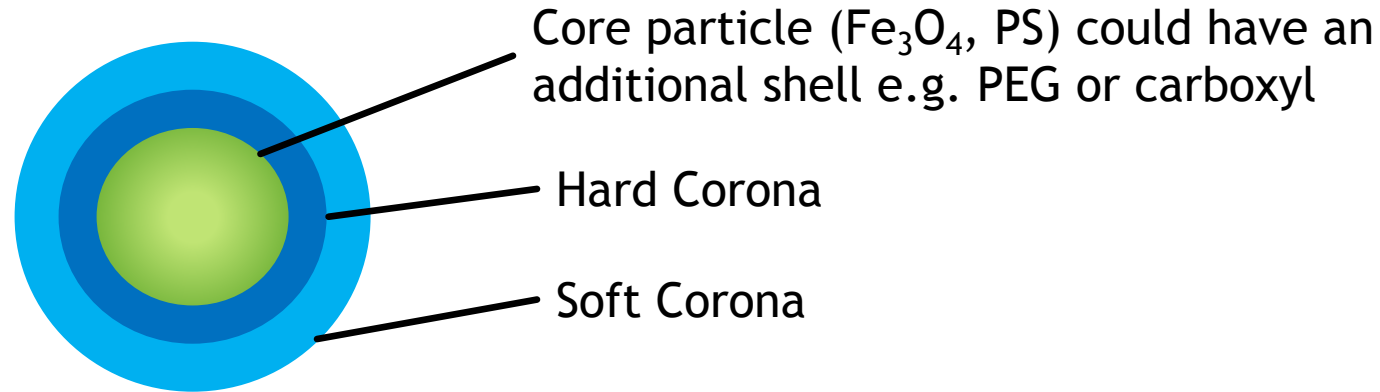 Core particle (Fe₃O₄, PS) could have an
additional shell e.g. PEG or carboxyl
Hard Corona
Soft Corona